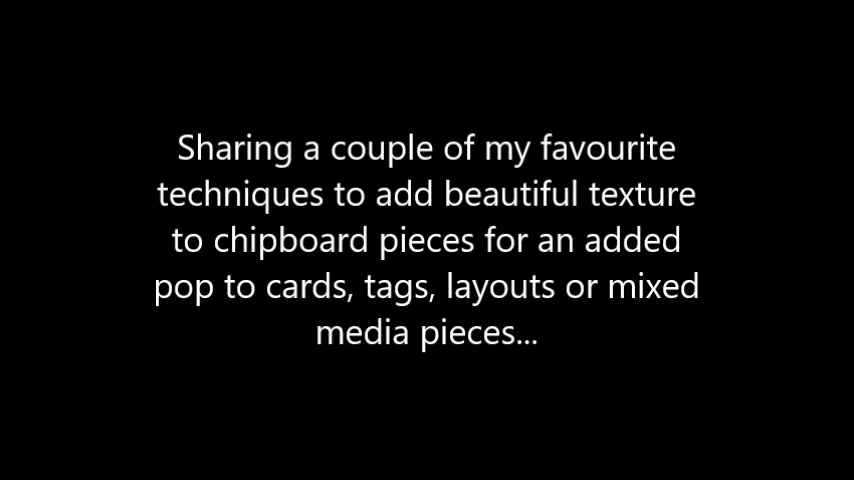 Sharing a couple of my favourite
techniques to add beautiful texture
to chipboard pieces for an added
pop to cards, tags, layouts or mixed
media pieces...